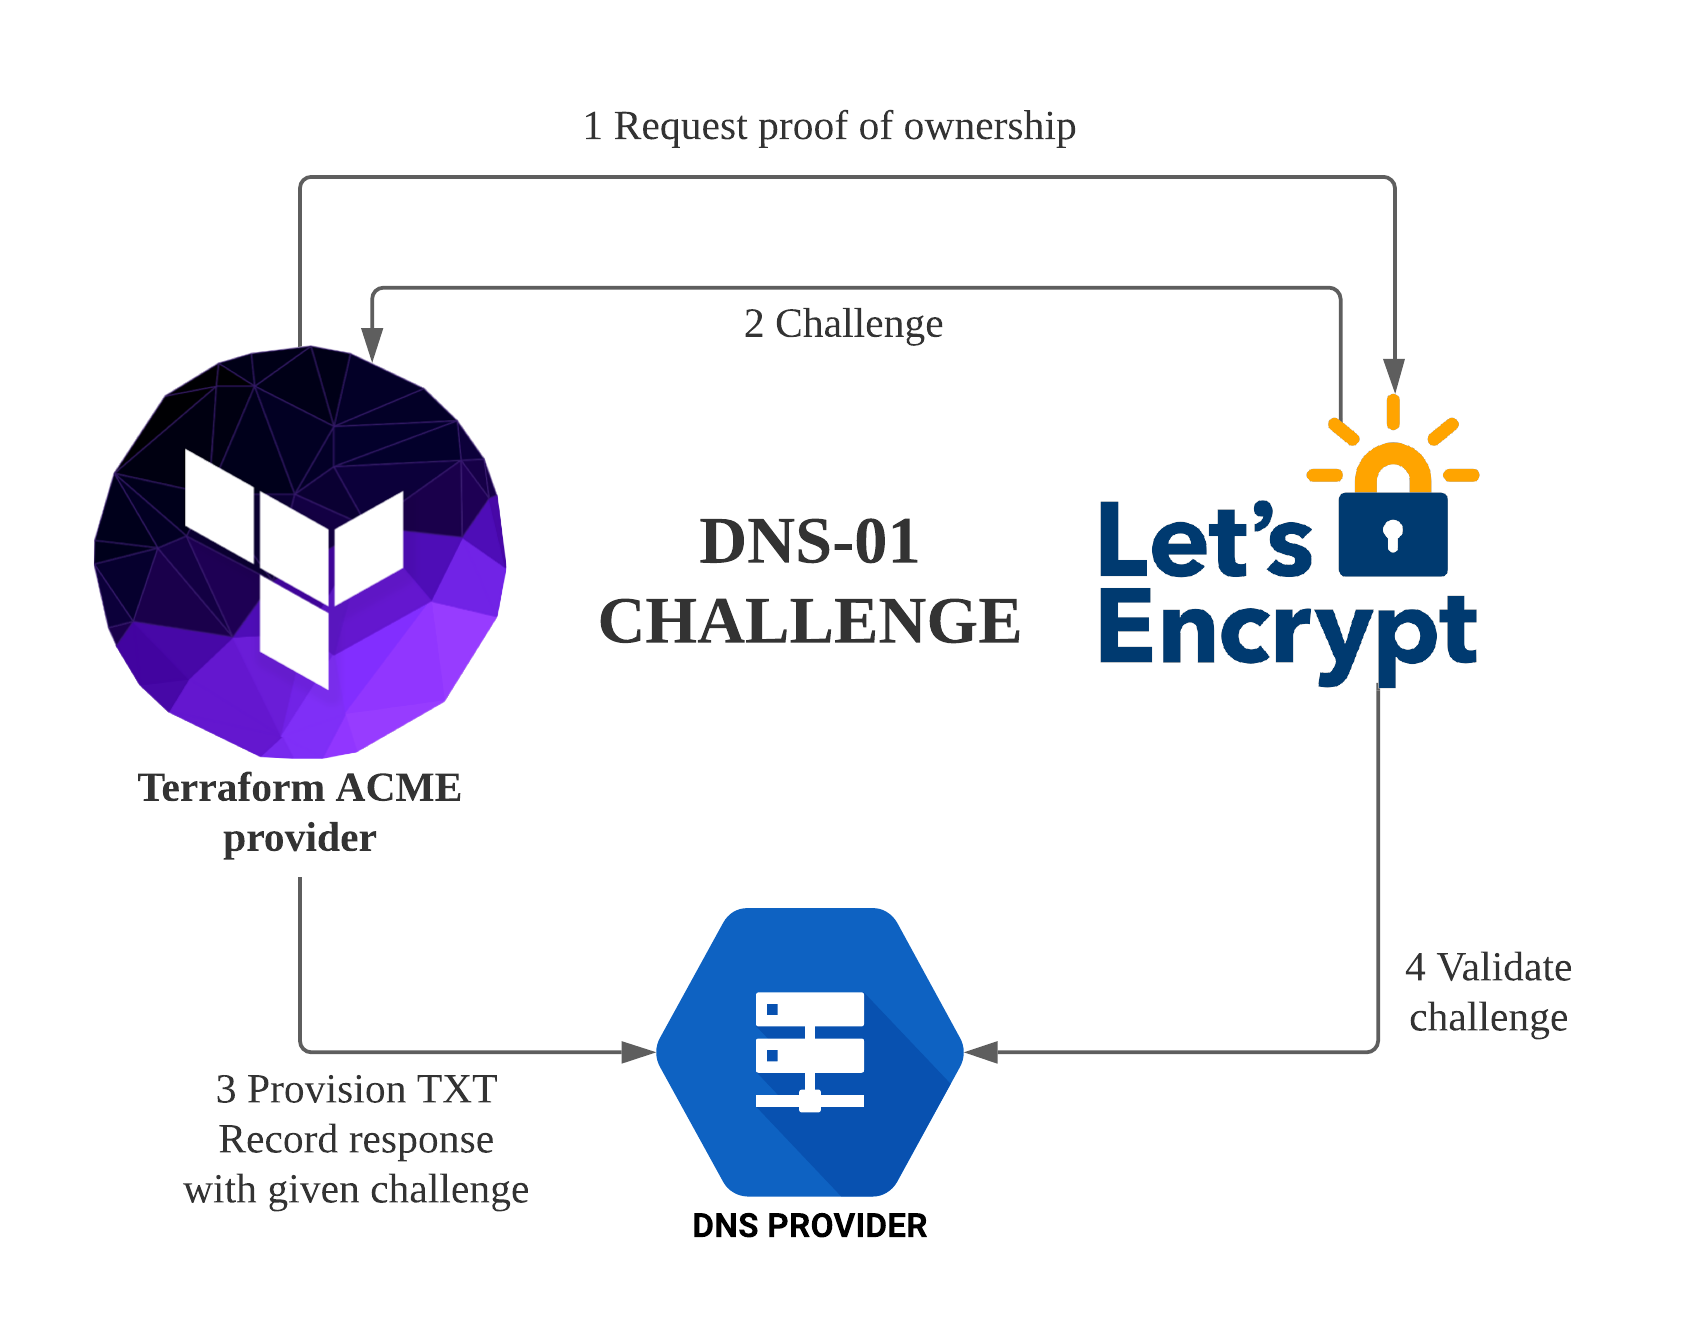 1 Request proof of ownership
2 Challenge
DNS-01
CHALLENGE
Let's
Encrypt
Terraform ACME
provider
4 Validate
challenge
3 Provision TXT
Record response
with given challenge
DNS PROVIDER